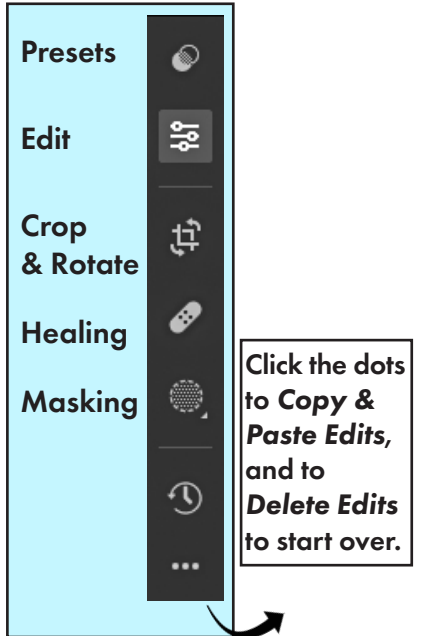 Presets
Edit
Crop
& Rotate
Healing
Masking
Click the dots
to Copy &
Paste Edits,
and to
Delete Edits
to start over.